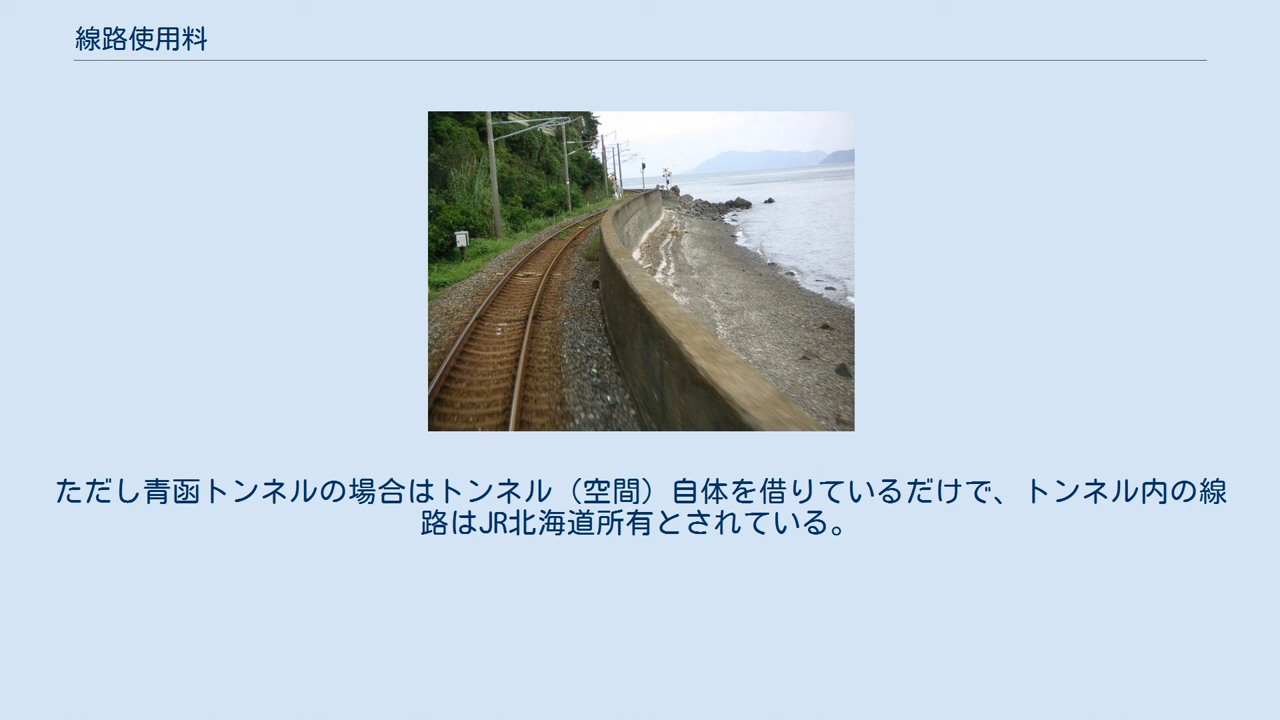 線路使用料
ただし青函トンネルの場合はトンネル（空間）自体を借りているだけで、トンネル内の線
路はJR北海道所有とされている。